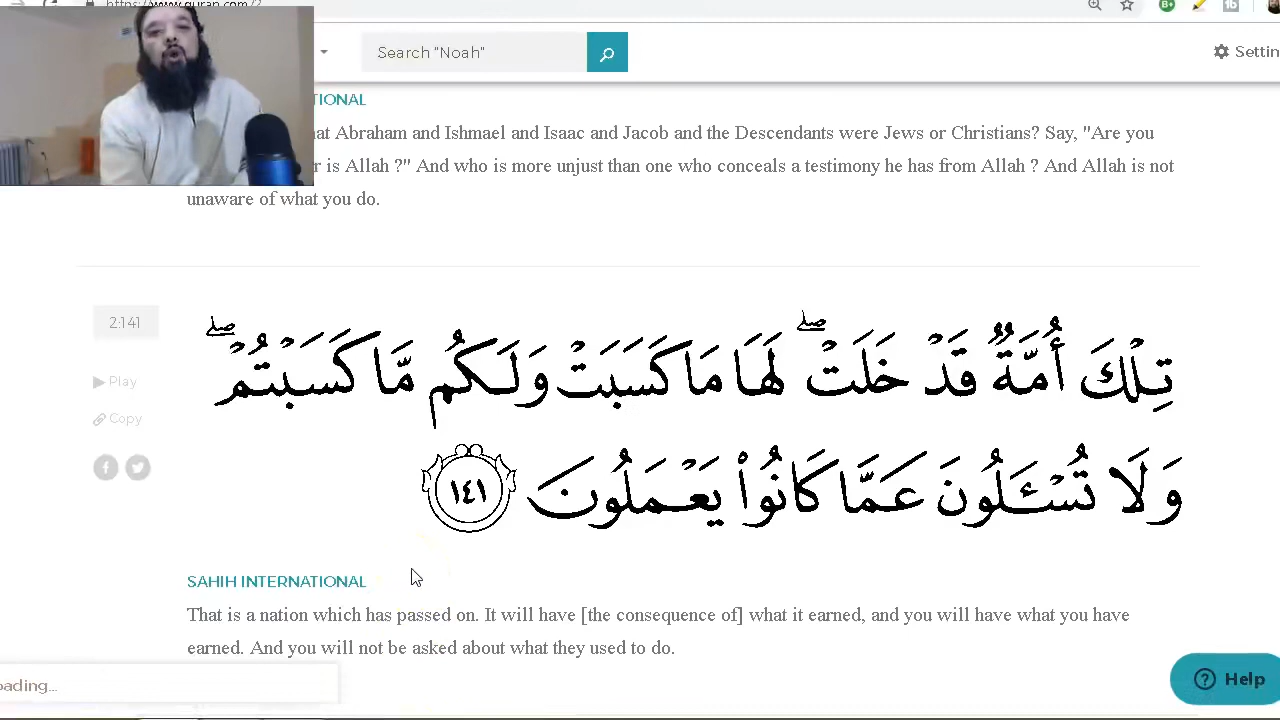 https://www.quran.com/2
Search "Noah"
Settin
TIONAL
at Abraham and Ishmael and Isaac and Jacob and the Descendants were Jews or Christians? Say, "Are you
r is Allah ?" And who is more unjust than one who conceals a testimony he has from Allah ? And Allah is not
unaware of what you do.
2:141
Play
Copy
تِلْكَ أُمَّةٌ قَدْ خَلَتْ ۖ لَهَا مَا كَسَبَتْ وَلَكُم مَّا كَسَبْتُمْ ۖ
وَلَا تُسْـَٔلُونَ عَمَّا كَانُوا۟ يَعْمَلُونَ ١٤١
SAHIH INTERNATIONAL
That is a nation which has passed on. It will have [the consequence of] what it earned, and you will have what you have
earned. And you will not be asked about what they used to do.
oading...
Help